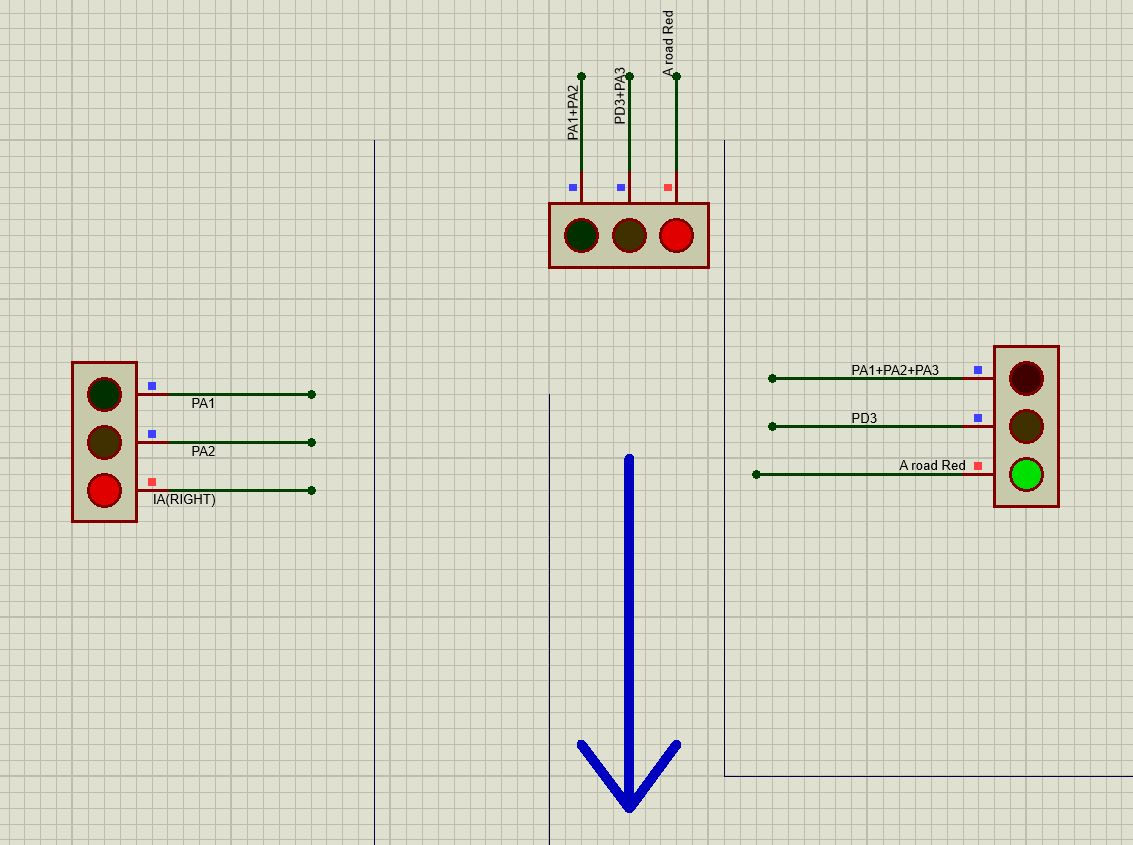 PA1+PA2
PD3+PA3
A road Red
PA1
PA2
IA(RIGHT)
PA1+PA2+PA3
PD3
A road Red